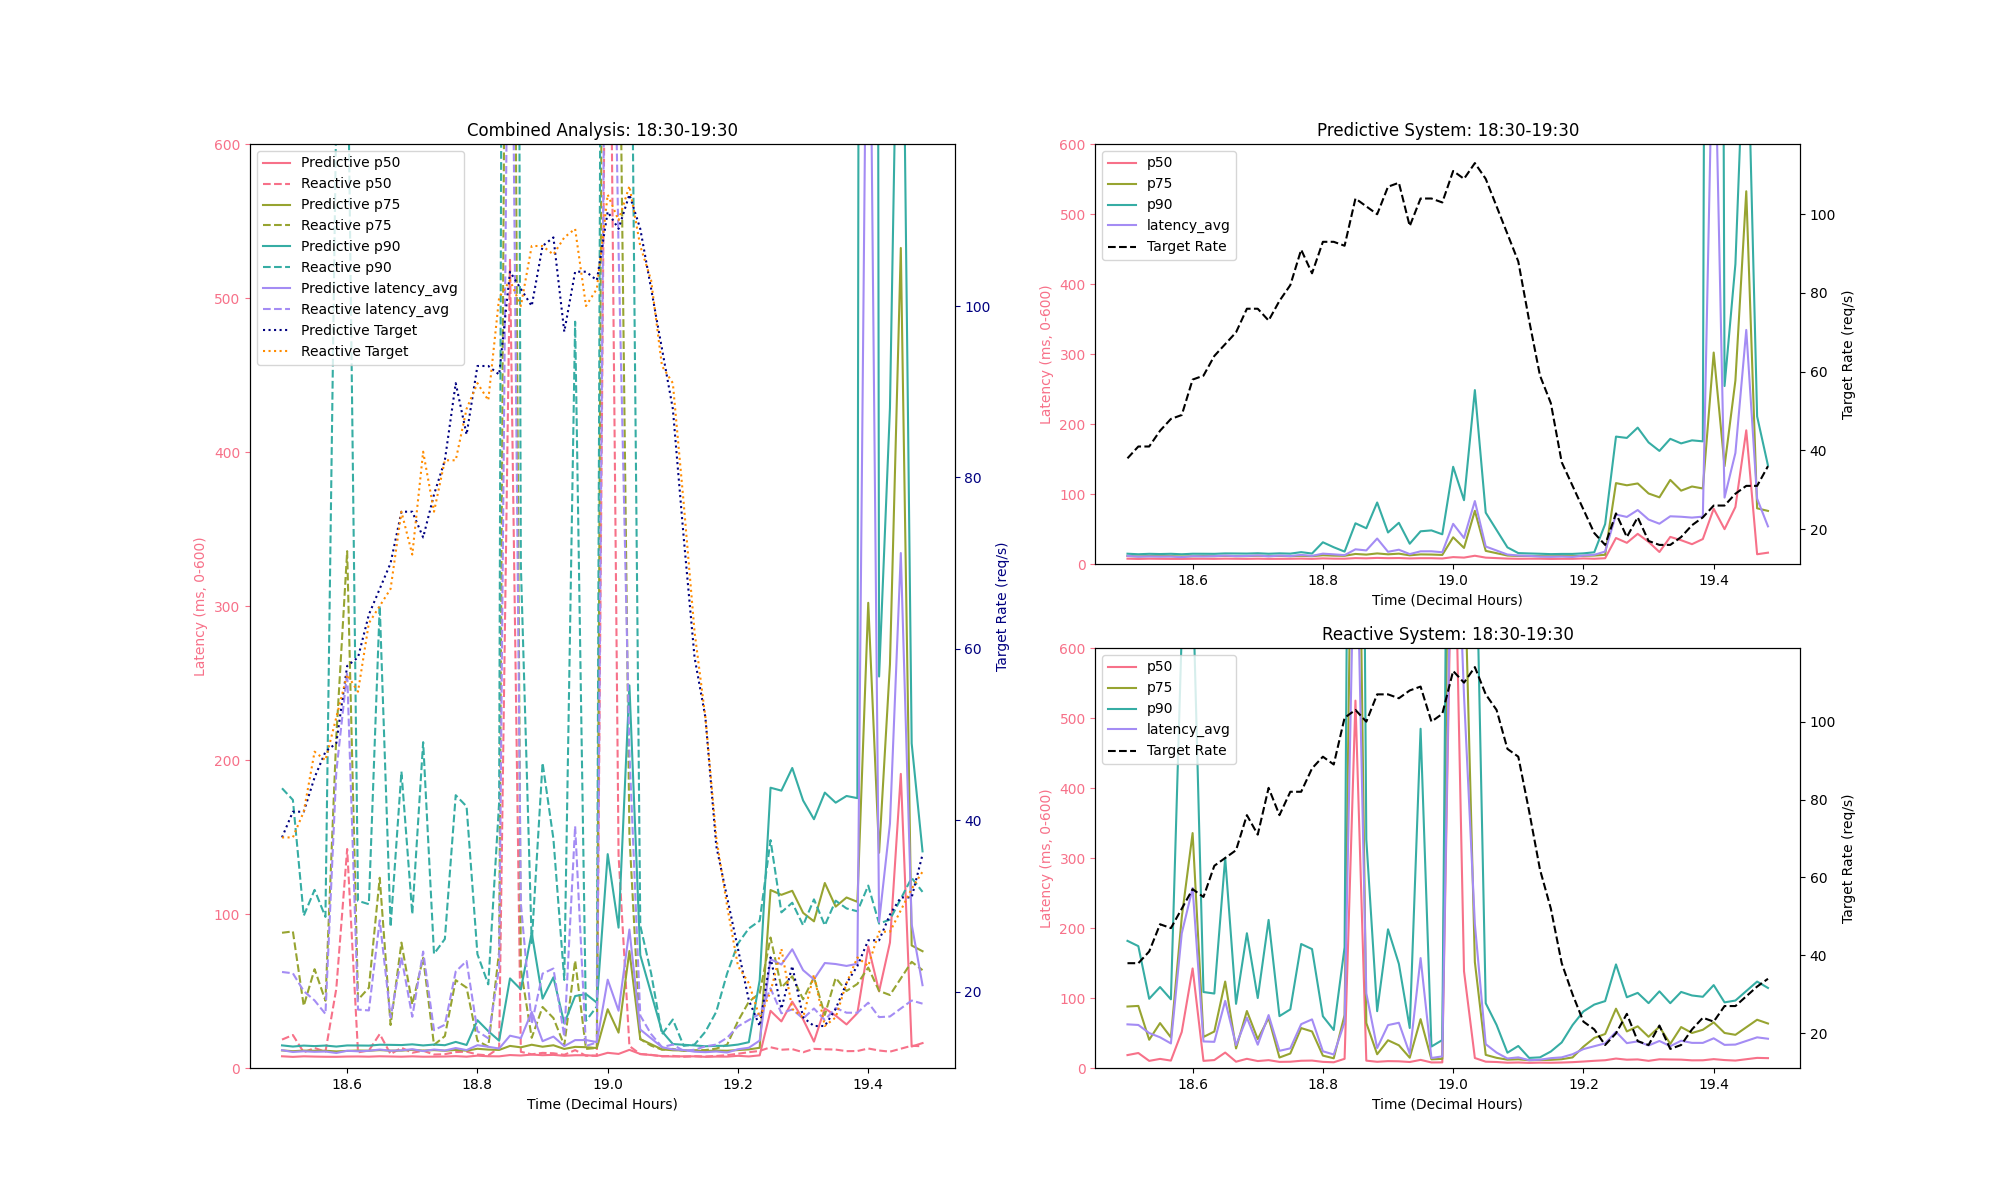 Combined Analysis: 18:30-19:30
600
500
400
300
200
100
0
Latency (ms, 0-600)
Predictive p50
Reactive p50
Predictive p75
Reactive p75
Predictive p90
Reactive p90
Predictive latency_avg
Reactive latency_avg
Predictive Target
Reactive Target
100
80
60
40
20
Target Rate (req/s)
18.6 18.8 19.0 19.2 19.4
Time (Decimal Hours)
Predictive System: 18:30-19:30
600
500
400
300
200
100
0
Latency (ms, 0-600)
p50
p75
p90
latency_avg
Target Rate
100
80
60
40
20
Target Rate (req/s)
18.6 18.8 19.0 19.2 19.4
Time (Decimal Hours)
Reactive System: 18:30-19:30
600
500
400
300
200
100
0
Latency (ms, 0-600)
p50
p75
p90
latency_avg
Target Rate
100
80
60
40
20
Target Rate (req/s)
18.6 18.8 19.0 19.2 19.4
Time (Decimal Hours)